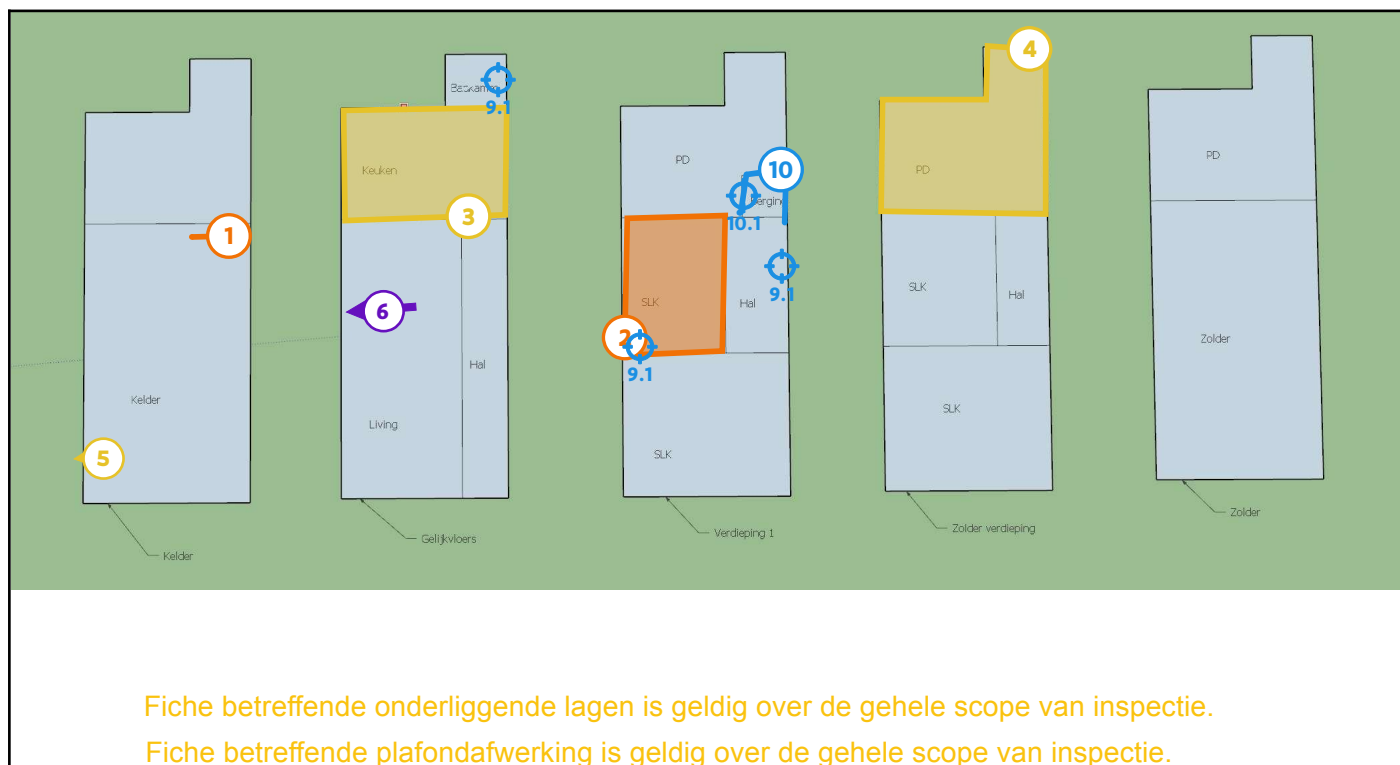 4
Badkamer
9.1
PD
PD
10
PD
Keuken
Berging
3
10.1
1
9.1
SLK
Hal
6
SLK
Hal
2
Zolder
9.1
Hal
Kelder
SLK
Living
5
SLK
Zolder
Zolder verdieping
Verdieping 1
Gelijkvloers
Kelder
Fiche betreffende onderliggende lagen is geldig over de gehele scope van inspectie.
Fiche betreffende plafondafwerking is geldig over de gehele scope van inspectie.